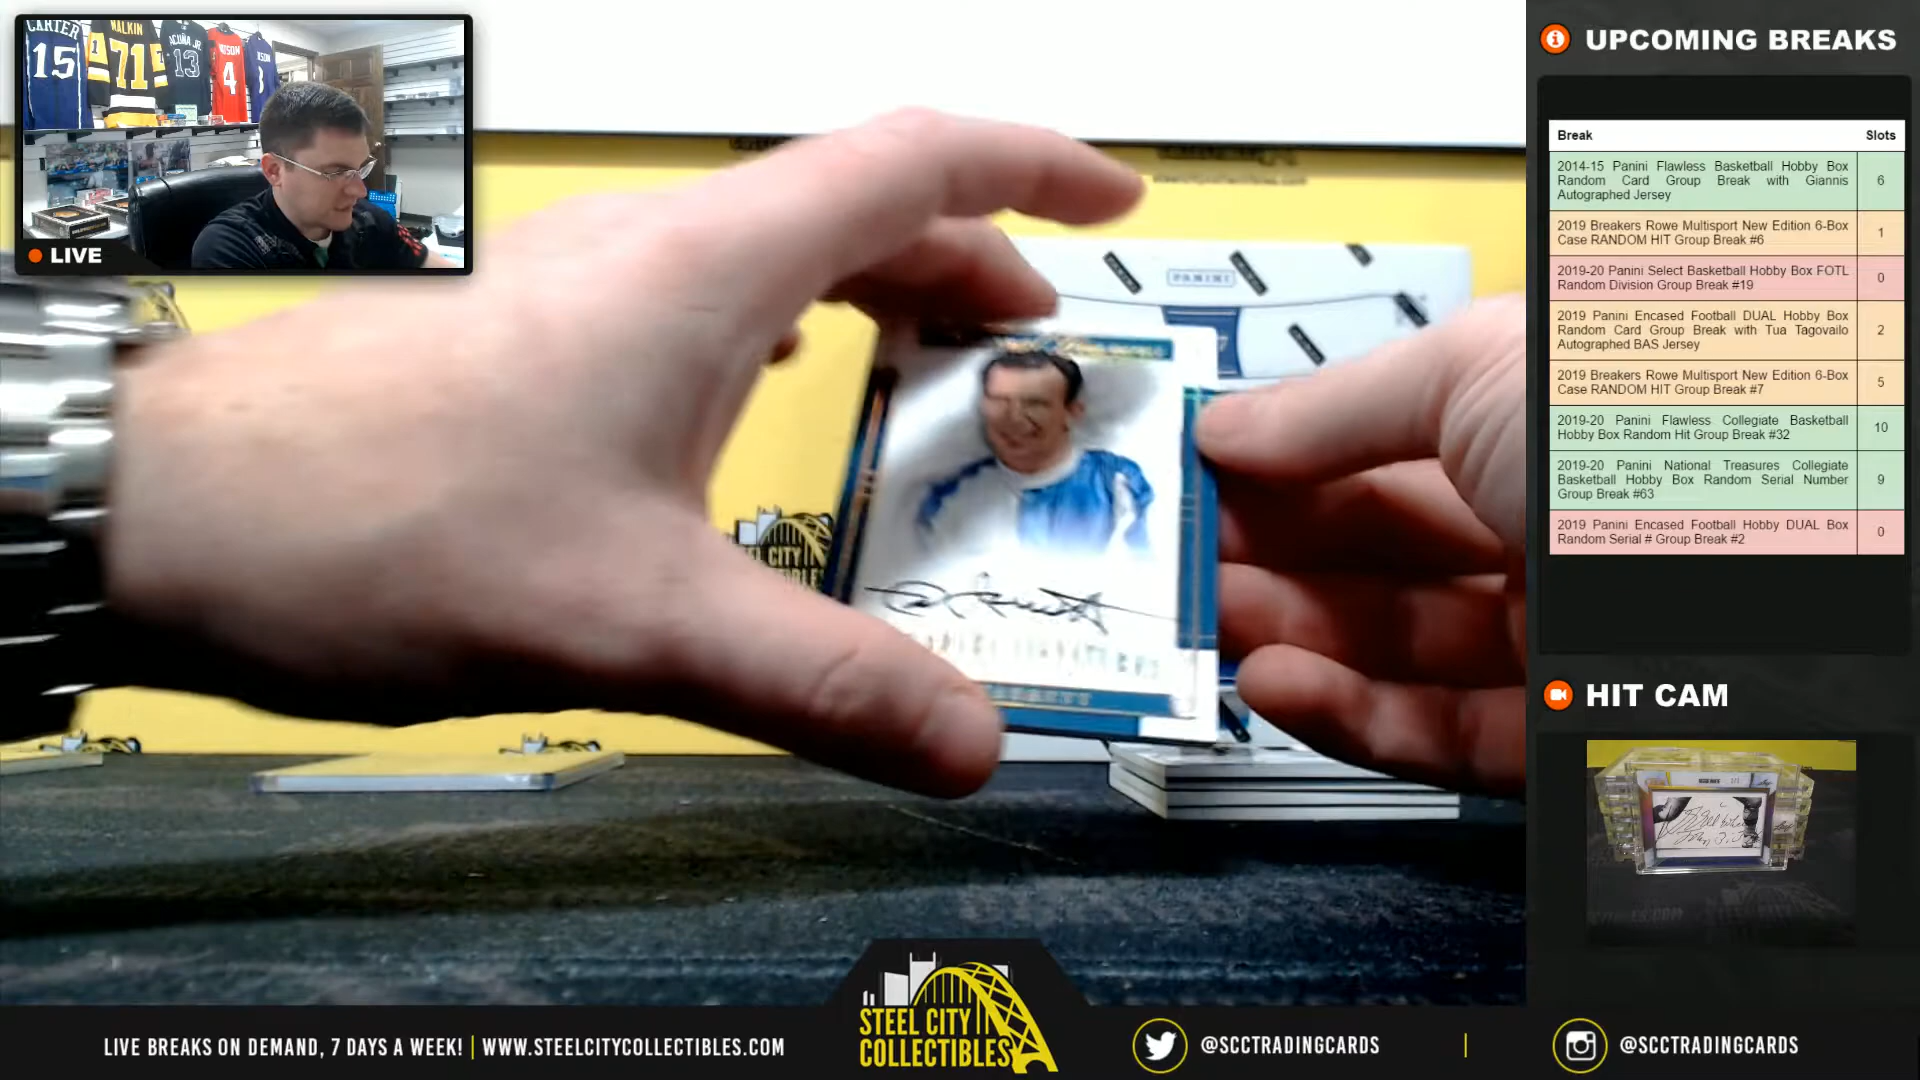 CARTER
15
MALKIN
71
ACUÑA JR.
13
4
LIVE
PANINI
STEEL CITY
UPCOMING BREAKS
Break Slots
2014-15 Panini Flawless Basketball Hobby Box
Random Card Group Break with Giannis
Autographed Jersey
6
2019 Breakers Rowe Multisport New Edition 6-Box
Case RANDOM HIT Group Break #6
1
2019-20 Panini Select Basketball Hobby Box FOTL
Random Division Group Break #19
0
2019 Panini Encased Football DUAL Hobby Box
Random Card Group Break with Tua Tagovailo
Autographed BAS Jersey
2
2019 Breakers Rowe Multisport New Edition 6-Box
Case RANDOM HIT Group Break #7
5
2019-20 Panini Flawless Collegiate Basketball
Hobby Box Random Hit Group Break #32
10
2019-20 Panini National Treasures Collegiate
Basketball Hobby Box Random Serial Number
Group Break #63
9
2019 Panini Encased Football Hobby DUAL Box
Random Serial # Group Break #2
0
HIT CAM
LIVE BREAKS ON DEMAND, 7 DAYS A WEEK! | WWW.STEELCITYCOLLECTIBLES.COM
STEEL CITY
COLLECTIBLES
@SCCTRADINGCARDS
@SCCTRADINGCARDS